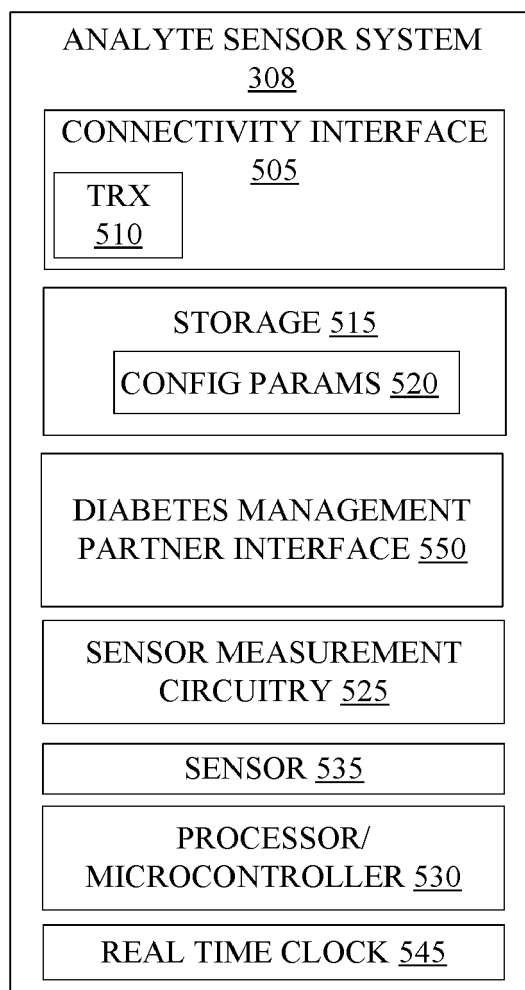 ANALYTE SENSOR SYSTEM
308
CONNECTIVITY INTERFACE
505
TRX
510
STORAGE 515
CONFIG PARAMS 520
DIABETES MANAGEMENT
PARTNER INTERFACE 550
SENSOR MEASUREMENT
CIRCUITRY 525
SENSOR 535
PROCESSOR/
MICROCONTROLLER 530
REAL TIME CLOCK 545